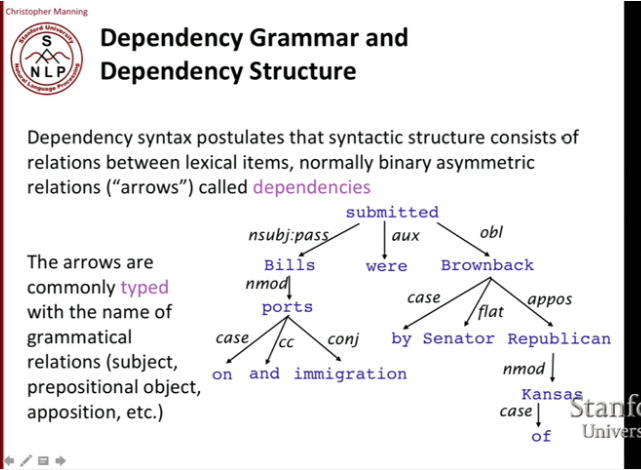 Christopher Manning
Stanford University
S
NLP
Natural Language Processing
Dependency Grammar and
Dependency Structure
Dependency syntax postulates that syntactic structure consists of
relations between lexical items, normally binary asymmetric
relations (“arrows”) called dependencies
submitted
nsubj:pass aux obl
The arrows are
commonly typed
with the name of
grammatical
relations (subject,
prepositional object,
apposition, etc.)
Bills were Brownback
nmod
ports
case flat appos
case cc conj
by Senator Republican
on and immigration
nmod
Kansas
case
of
Stanfo
Univers